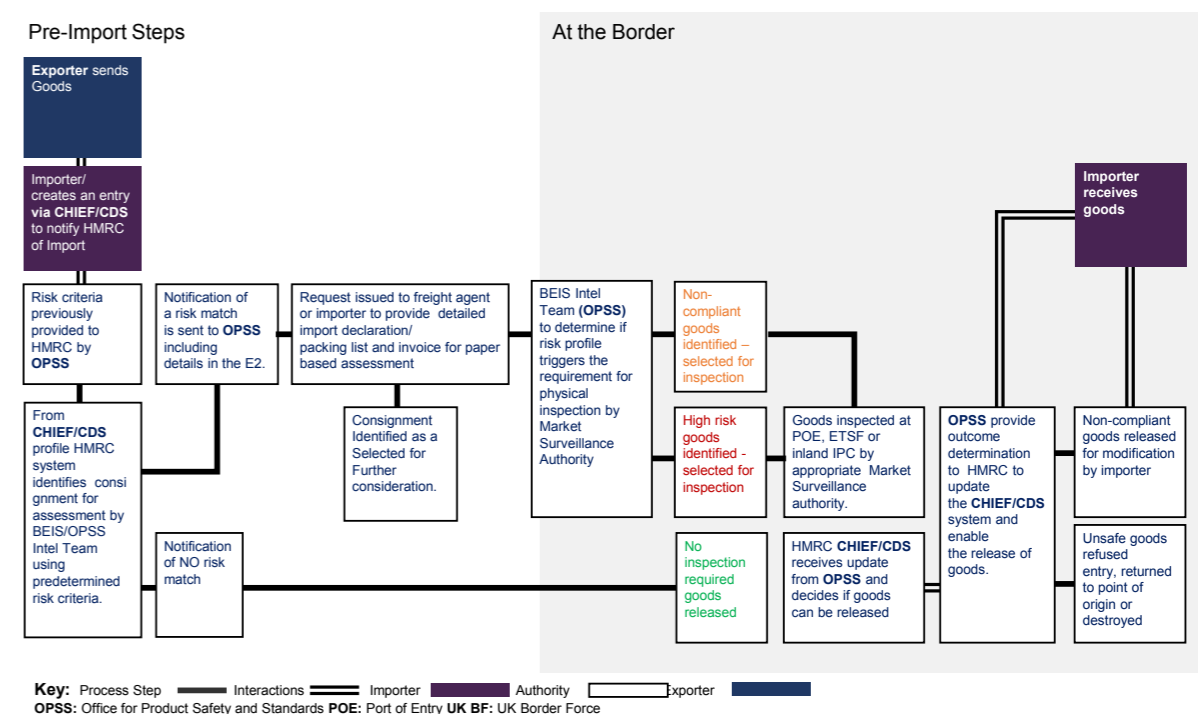 Pre-Import Steps
At the Border
Exporter sends
Goods
Importer/
creates an entry
via CHIEF/CDS
to notify HMRC
of Import
Importer
receives
goods
Risk criteria
previously
provided to
HMRC by
OPSS
Notification of
a risk match
is sent to OPSS
including
details in the E2.
Request issued to freight agent
or importer to provide detailed
import declaration/
packing list and invoice for paper
based assessment
BEIS Intel
Team (OPSS)
to determine if
risk profile
triggers the
requirement for
physical
inspection by
Market
Surveillance
Authority
Non-
compliant
goods
identified –
selected for
inspection
From
CHIEF/CDS
profile HMRC
system
identifies consi
gnment for
assessment by
BEIS/OPSS
Intel Team
using
predetermined
risk criteria.
Consignment
Identified as a
Selected for
Further
consideration.
High risk
goods
identified -
selected for
inspection
Goods inspected at
POE, ETSF or
inland IPC by
appropriate Market
Surveillance
authority.
OPSS provide
outcome
determination
to HMRC to
update
the CHIEF/CDS
system and
enable
the release of
goods.
Non-compliant
goods released
for modification
by importer
Notification
of NO risk
match
No
inspection
required
goods
released
HMRC CHIEF/CDS
receives update
from OPSS and
decides if goods
can be released
Unsafe goods
refused
entry, returned
to point of
origin or
destroyed
Key: Process Step Interactions Importer Authority Exporter
OPSS: Office for Product Safety and Standards POE: Port of Entry UK BF: UK Border Force